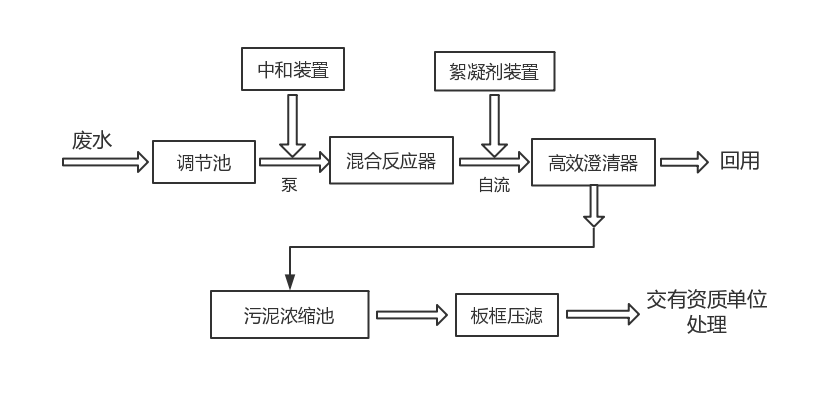 中和装置
絮凝剂装置
废水
调节池
泵
混合反应器
自流
高效澄清器
回用
污泥浓缩池
板框压滤
交有资质单位
处理